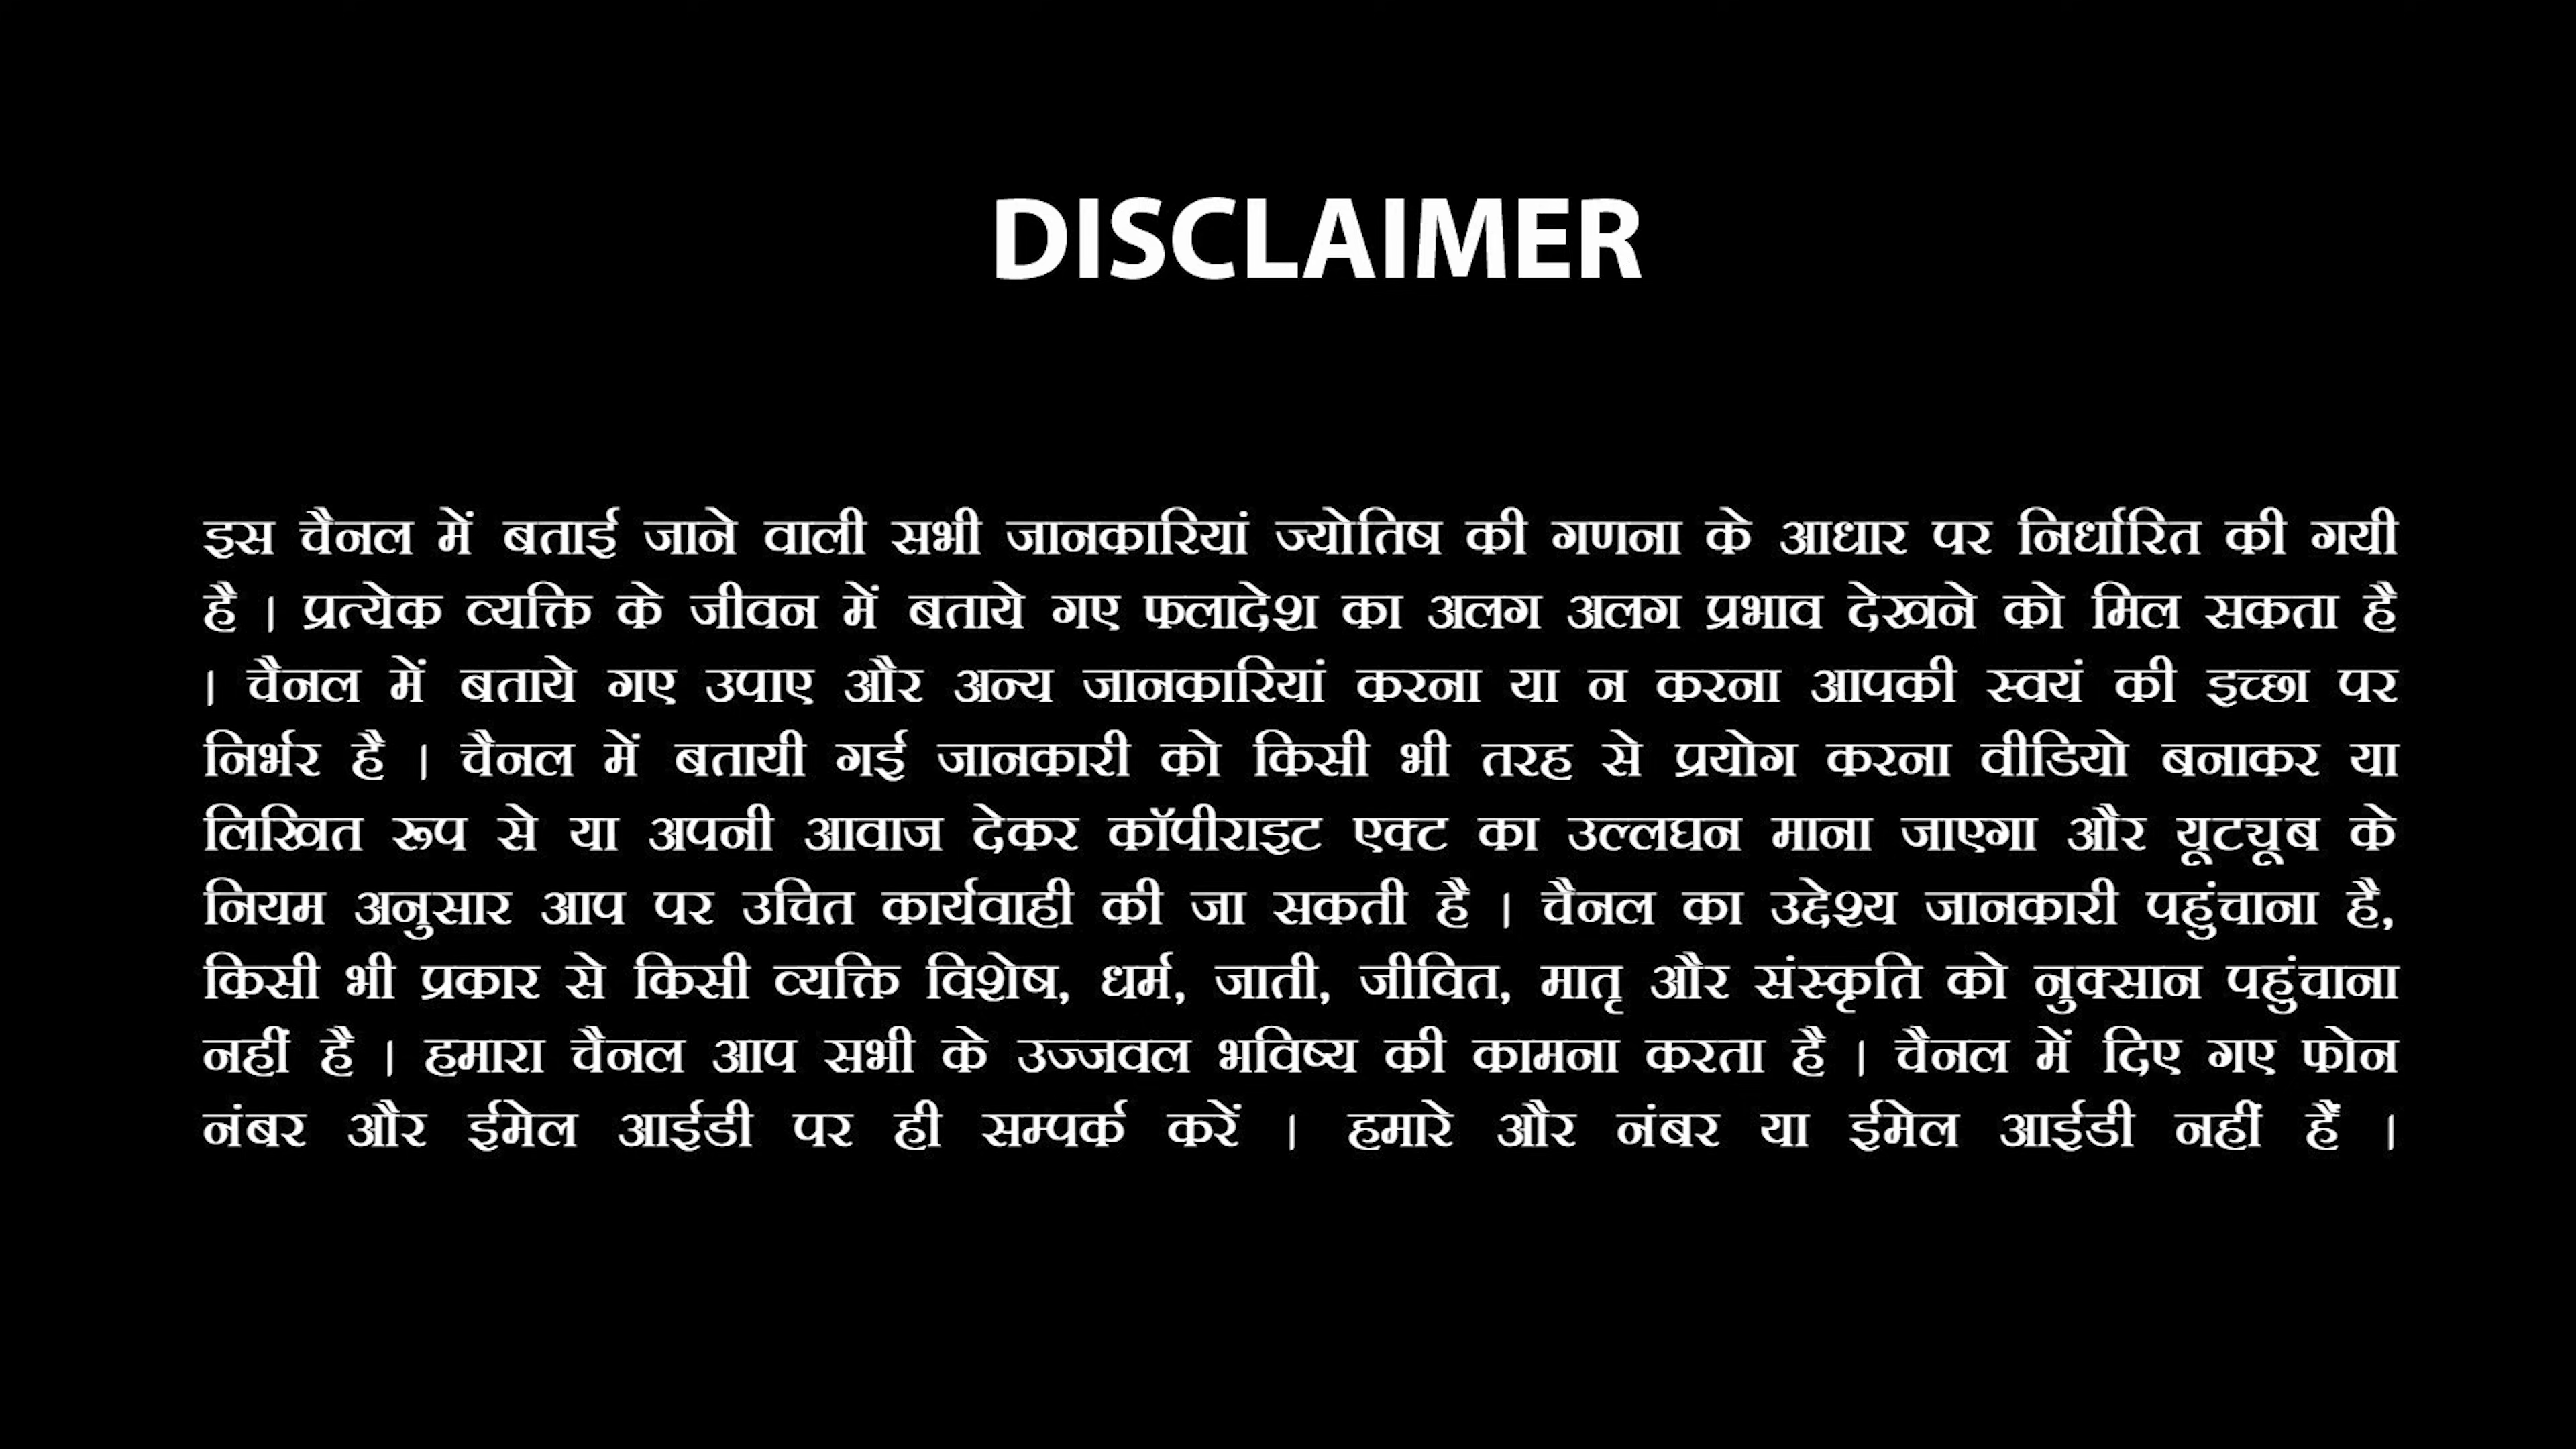 DISCLAIMER
इस चैनल में बताई जाने वाली सभी जानकारियां ज्योतिष की गणना के आधार पर निर्धारित की गयी
है । प्रत्येक व्यक्ति के जीवन में बताये गए फलादेश का अलग अलग प्रभाव देखने को मिल सकता है
। चैनल में बताये गए उपाए और अन्य जानकारियां करना या न करना आपकी स्वयं की इच्छा पर
निर्भर है । चैनल में बतायी गई जानकारी को किसी भी तरह से प्रयोग करना वीडियो बनाकर या
लिखित रूप से या अपनी आवाज देकर कॉपीराइट एक्ट का उल्लघन माना जाएगा और यूट्यूब के
नियम अनुसार आप पर उचित कार्यवाही की जा सकती है । चैनल का उद्देश्य जानकारी पहुंचाना है,
किसी भी प्रकार से किसी व्यक्ति विशेष, धर्म, जाती, जीवित, मातृ और संस्कृति को नुक्सान पहुंचाना
नहीं है । हमारा चैनल आप सभी के उज्जवल भविष्य की कामना करता है । चैनल में दिए गए फोन
नंबर और ईमेल आईडी पर ही सम्पर्क करें । हमारे और नंबर या ईमेल आईडी नहीं हैं ।